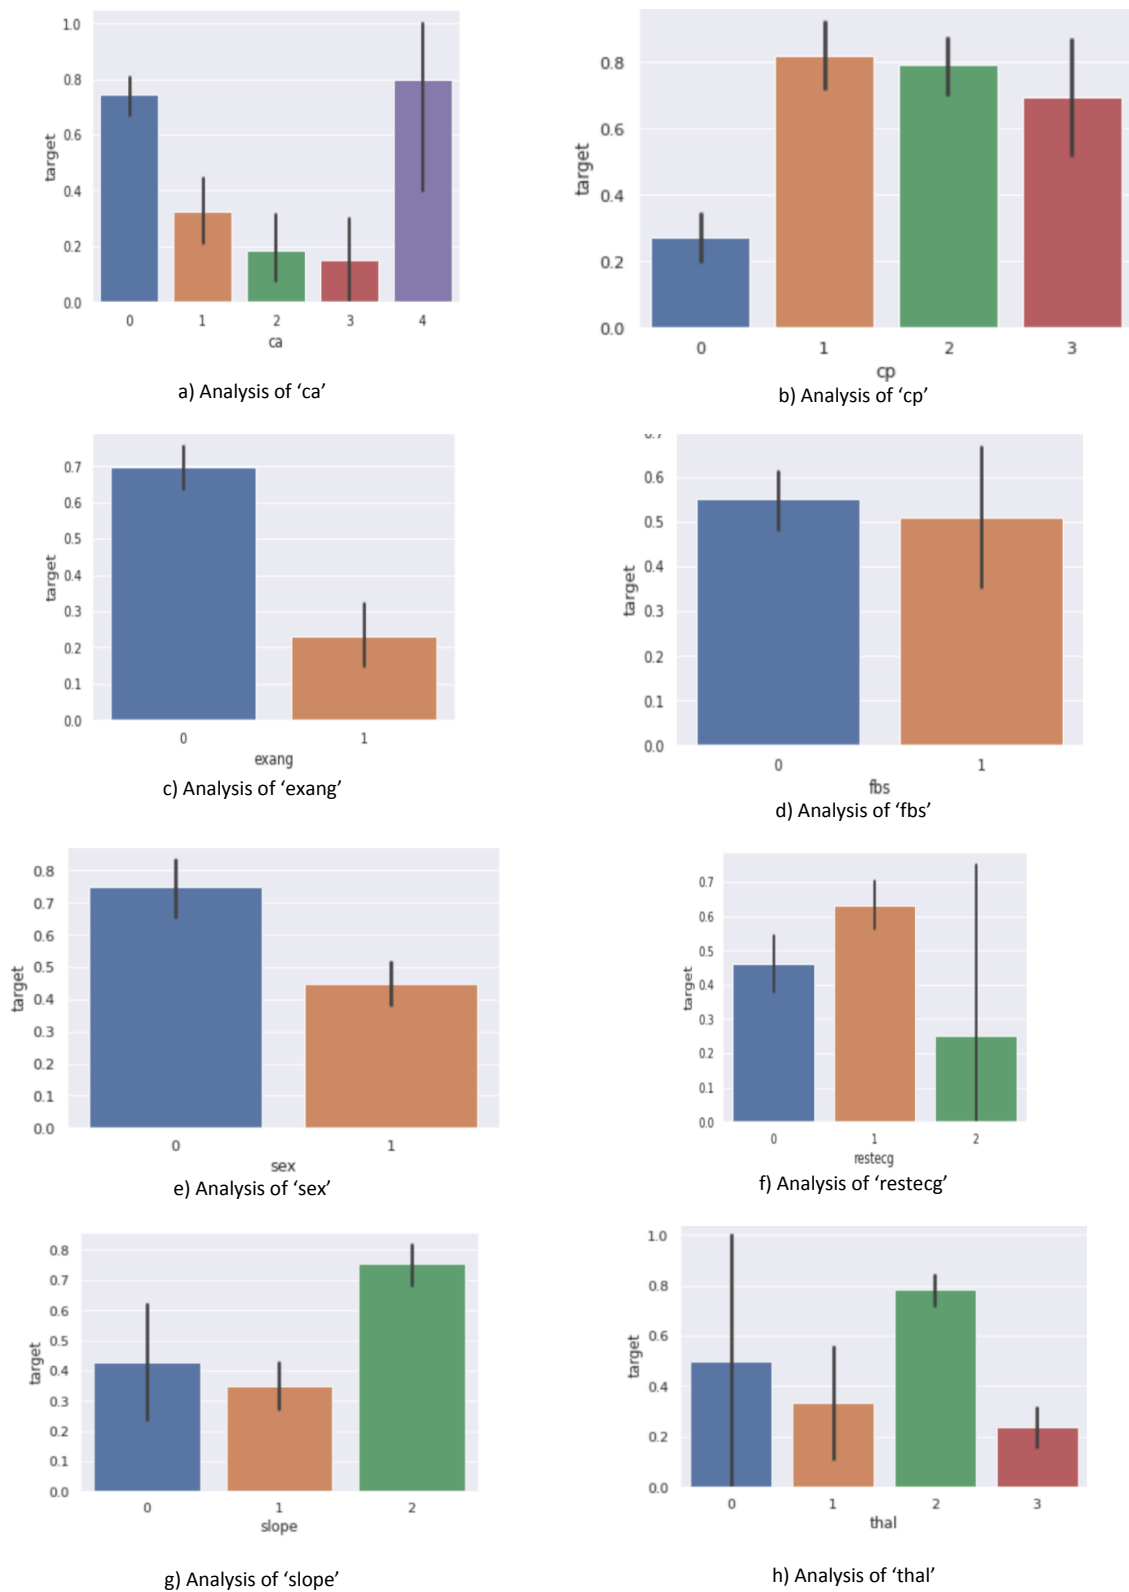 1.0
0.8
0.6
0.4
0.2
0.0
target
0 1 2 3 4
ca
a) Analysis of ‘ca’
0.8
0.6
0.4
0.2
0.0
target
0 1 2 3
cp
b) Analysis of ‘cp’
0.7
0.6
0.5
0.4
0.3
0.2
0.1
0.0
target
0 1
exang
c) Analysis of ‘exang’
0.7
0.6
0.5
0.4
0.3
0.2
0.1
0.0
target
0 1
fbs
d) Analysis of ‘fbs’
0.8
0.7
0.6
0.5
0.4
0.3
0.2
0.1
0.0
target
0 1
sex
e) Analysis of ‘sex’
0.7
0.6
0.5
0.4
0.3
0.2
0.1
0.0
target
0 1 2
restecg
f) Analysis of ‘restecg’
0.8
0.7
0.6
0.5
0.4
0.3
0.2
0.1
0.0
target
0 1 2
slope
g) Analysis of ‘slope’
1.0
0.8
0.6
0.4
0.2
0.0
target
0 1 2 3
thal
h) Analysis of ‘thal’